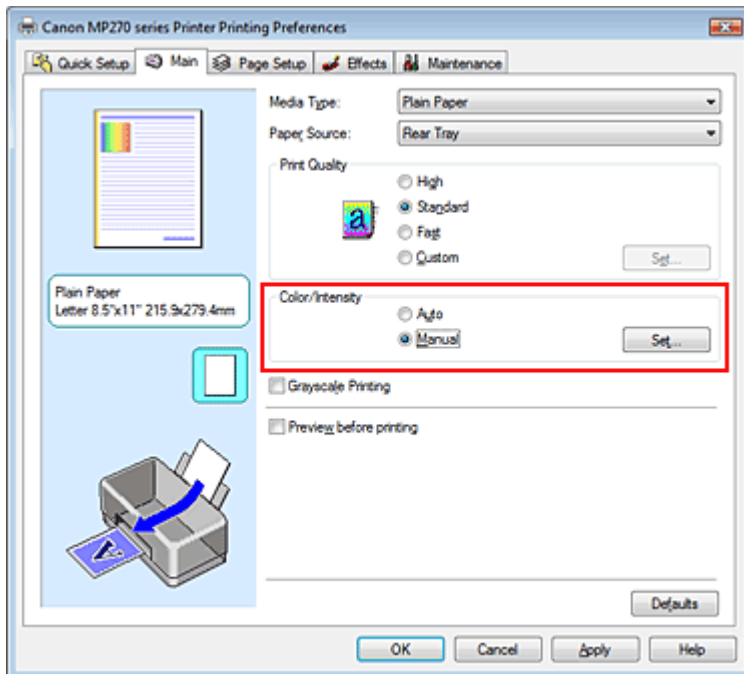 Canon MP270 series Printer Printing Preferences
Quick Setup Main Page Setup Effects Maintenance
Media Type: Plain Paper
Paper Source: Rear Tray
Print Quality
High
a Standard
Fast
Custom Set...
Plain Paper
Letter 8.5"x11" 215.9x279.4mm
Color/Intensity
Auto
Manual Set...
Grayscale Printing
Preview before printing
A
Defaults
OK Cancel Apply Help